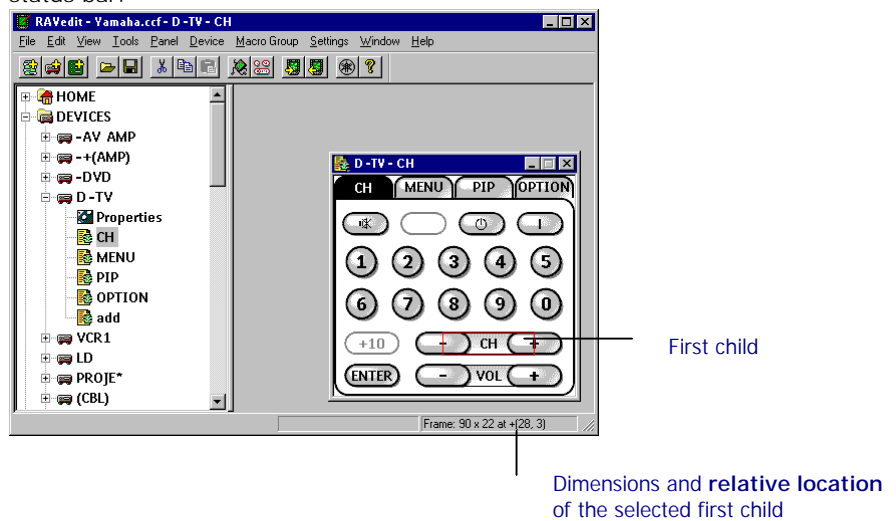 status bar.
RAVedit - Yamaha.ccf - D -TV - CH
File Edit View Tools Panel Device Macro Group Settings Window Help
HOME
DEVICES
-AV AMP
-+(AMP)
-DVD
D -TV
Properties
CH
MENU
PIP
OPTION
add
VCR1
LD
PROJE*
(CBL)
D -TV - CH
CH MENU PIP OPTION
I
1 2 3 4 5
6 7 8 9 0
+10 - CH +
ENTER - VOL +
First child
Frame: 90 x 22 at +(28, 3)
Dimensions and relative location
of the selected first child